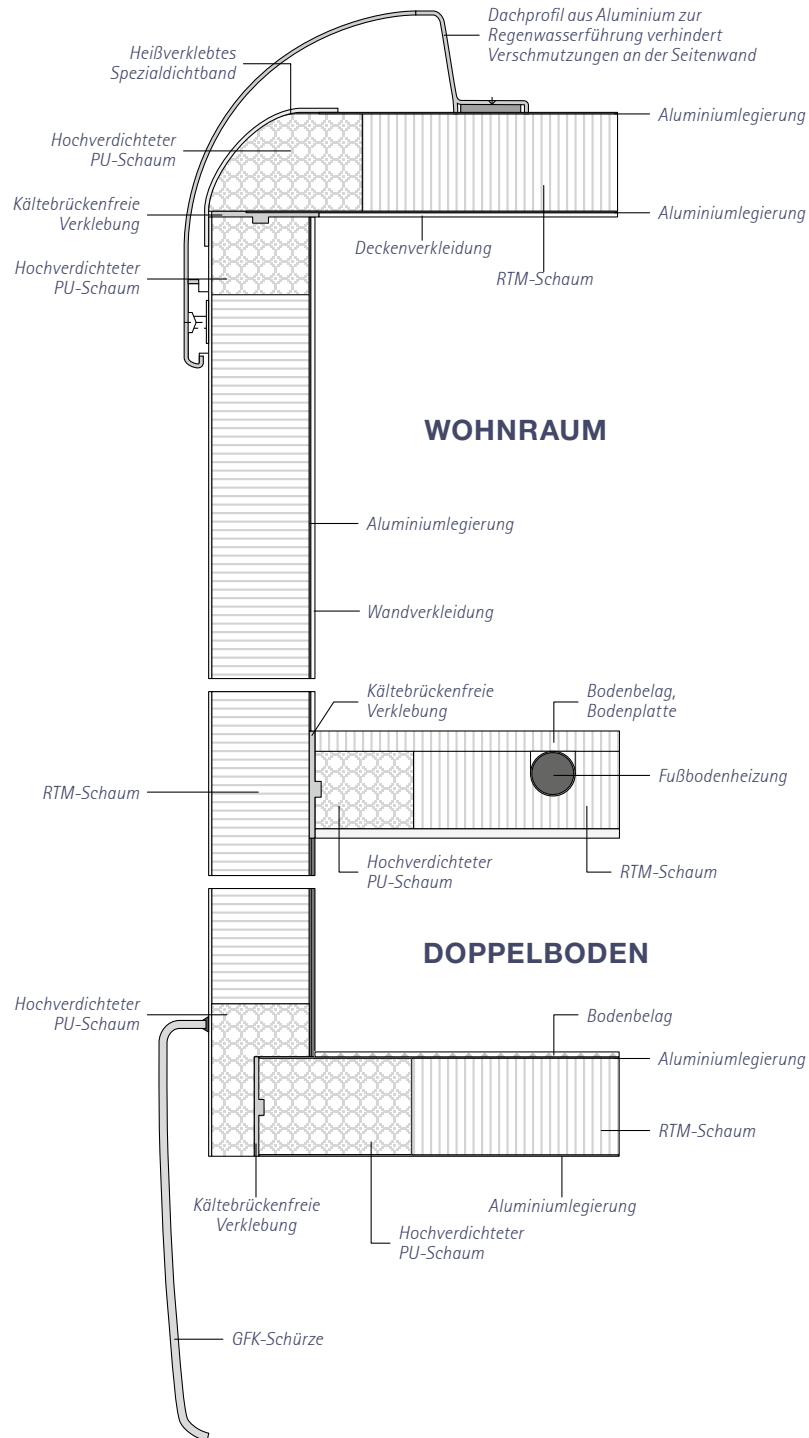 Dachprofil aus Aluminium zur
Regenwasserführung verhindert
Verschmutzungen an der Seitenwand
Heißverklebtes
Spezialdichtband
Aluminiumlegierung
Hochverdichteter
PU-Schaum
Kältebrückenfreie
Verklebung
Aluminiumlegierung
Deckenverkleidung
Hochverdichteter
PU-Schaum
RTM-Schaum
WOHNRAUM
Aluminiumlegierung
Wandverkleidung
Kältebrückenfreie
Verklebung
Bodenbelag,
Bodenplatte
RTM-Schaum
Fußbodenheizung
Hochverdichteter
PU-Schaum
RTM-Schaum
DOPPELBODEN
Hochverdichteter
PU-Schaum
Bodenbelag
Aluminiumlegierung
RTM-Schaum
Kältebrückenfreie
Verklebung
Aluminiumlegierung
Hochverdichteter
PU-Schaum
GFK-Schürze